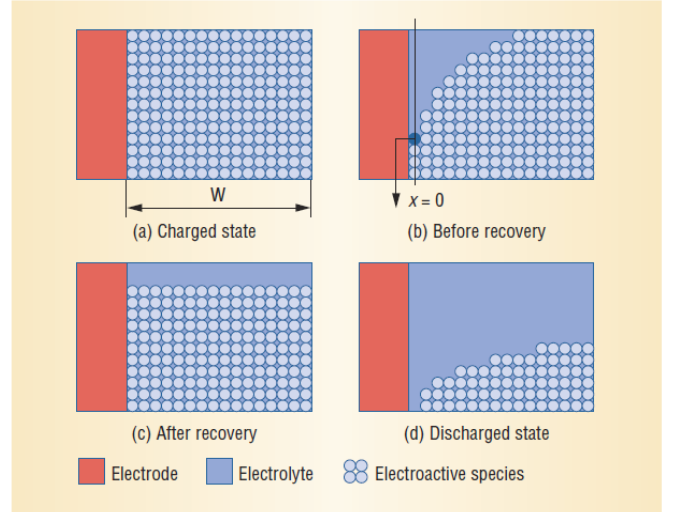 W
x = 0
(a) Charged state
(b) Before recovery
(c) After recovery
(d) Discharged state
Electrode
Electrolyte
Electroactive species